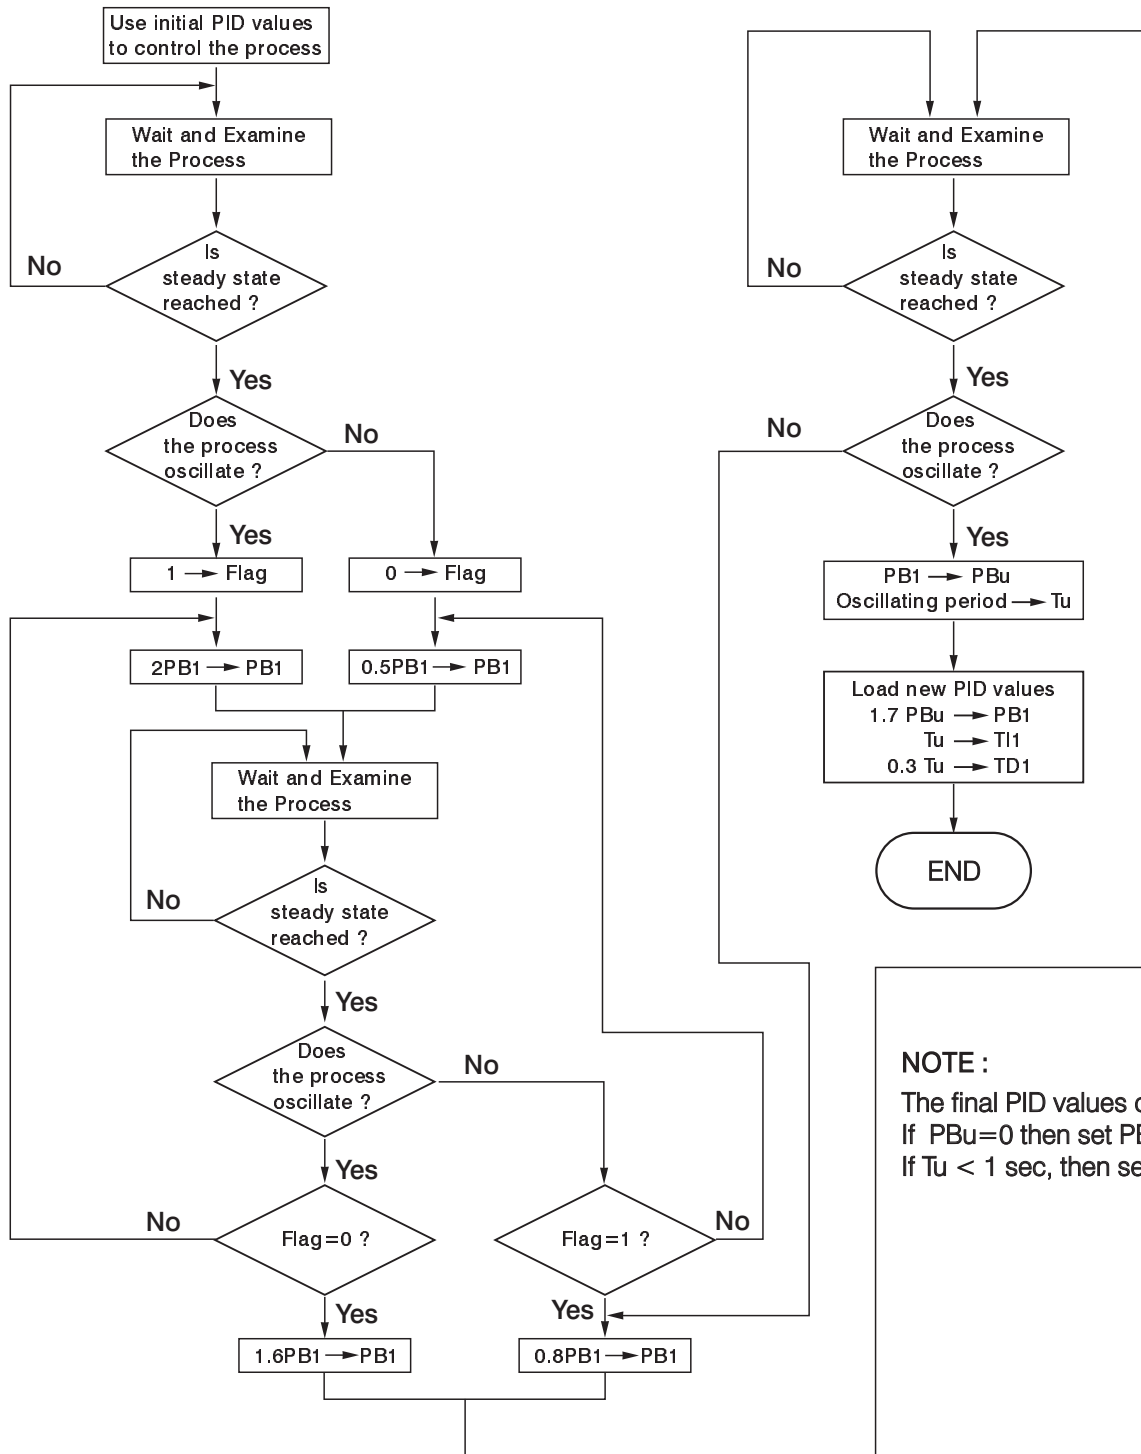 Use initial PID values
to control the process
Wait and Examine
the Process
Is
steady state
reached ?
No
Yes
Does
the process
oscillate ?
No
Yes
1 → Flag
0 → Flag
2PB1 → PB1
0.5PB1 → PB1
Wait and Examine
the Process
Is
steady state
reached ?
No
Yes
Does
the process
oscillate ?
No
Yes
Flag=0 ?
No
Yes
Flag=1 ?
No
Yes
1.6PB1 → PB1
0.8PB1 → PB1
Wait and Examine
the Process
Is
steady state
reached ?
No
Yes
Does
the process
oscillate ?
No
Yes
PB1 → PBu
Oscillating period → Tu
Load new PID values
1.7 PBu → PB1
Tu → TI1
0.3 Tu → TD1
END
NOTE :
The final PID values
If PBu=0 then set
If Tu < 1 sec, then